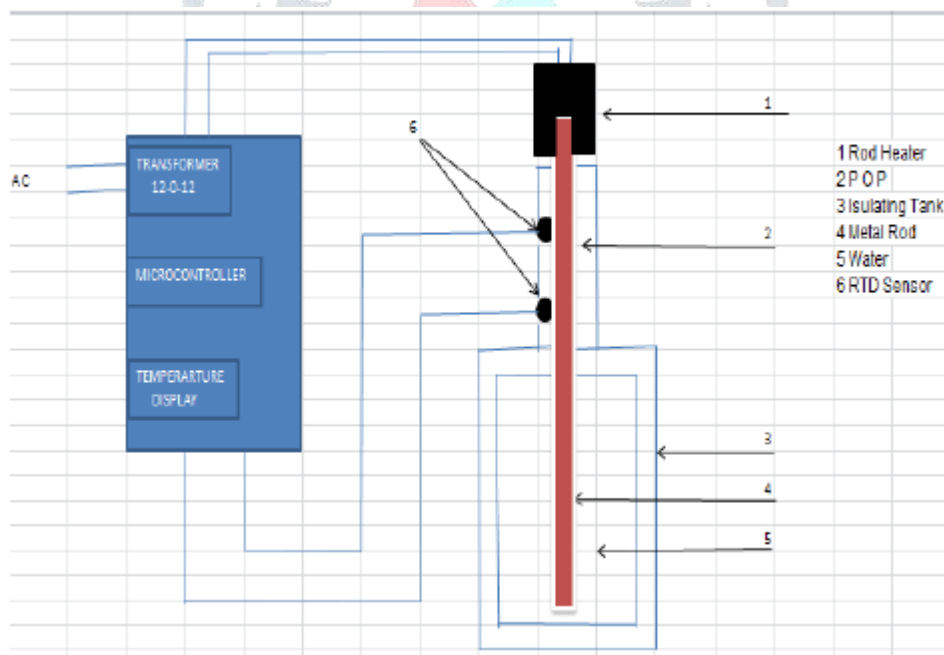 AC
TRANSFORMER
12-0-12
MICROCONTROLLER
TEMPERARTURE
DISPLAY
6
1
2
3
4
5
1 Rod Heater
2 P O P
3 Isulating Tank
4 Metal Rod
5 Water
6 RTD Sensor